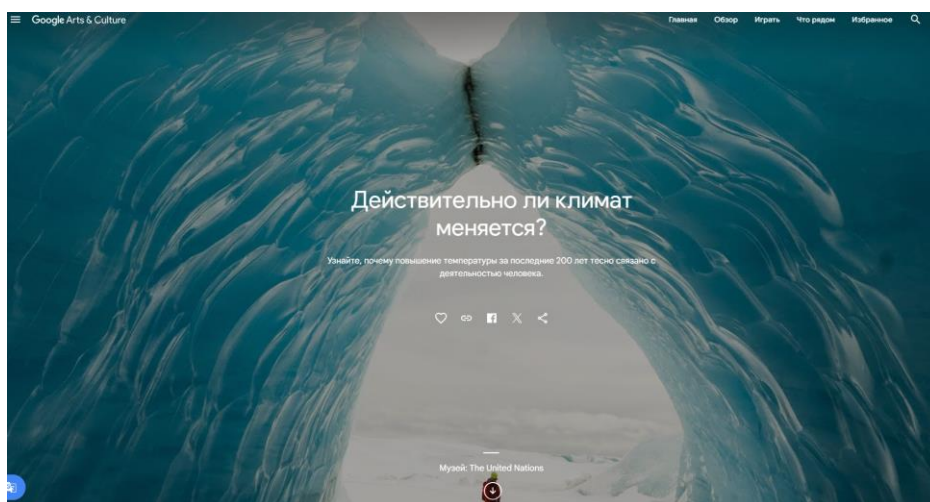 Google Arts & Culture
Главная Обзор Играть Что рядом Избранное
Действительно ли климат
меняется?
Узнайте, почему повышение температуры за последние 200 лет тесно связано с
деятельностью человека.
Музей: The United Nations